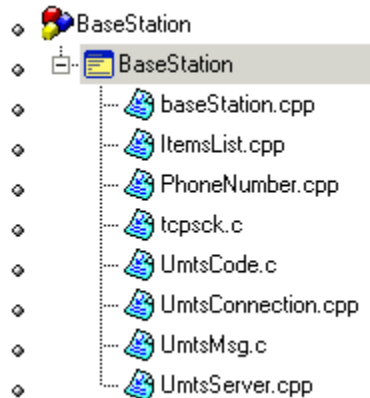 BaseStation
BaseStation
baseStation.cpp
ItemsList.cpp
PhoneNumber.cpp
tcpsck.c
UmtsCode.c
UmtsConnection.cpp
UmtsMsg.c
UmtsServer.cpp